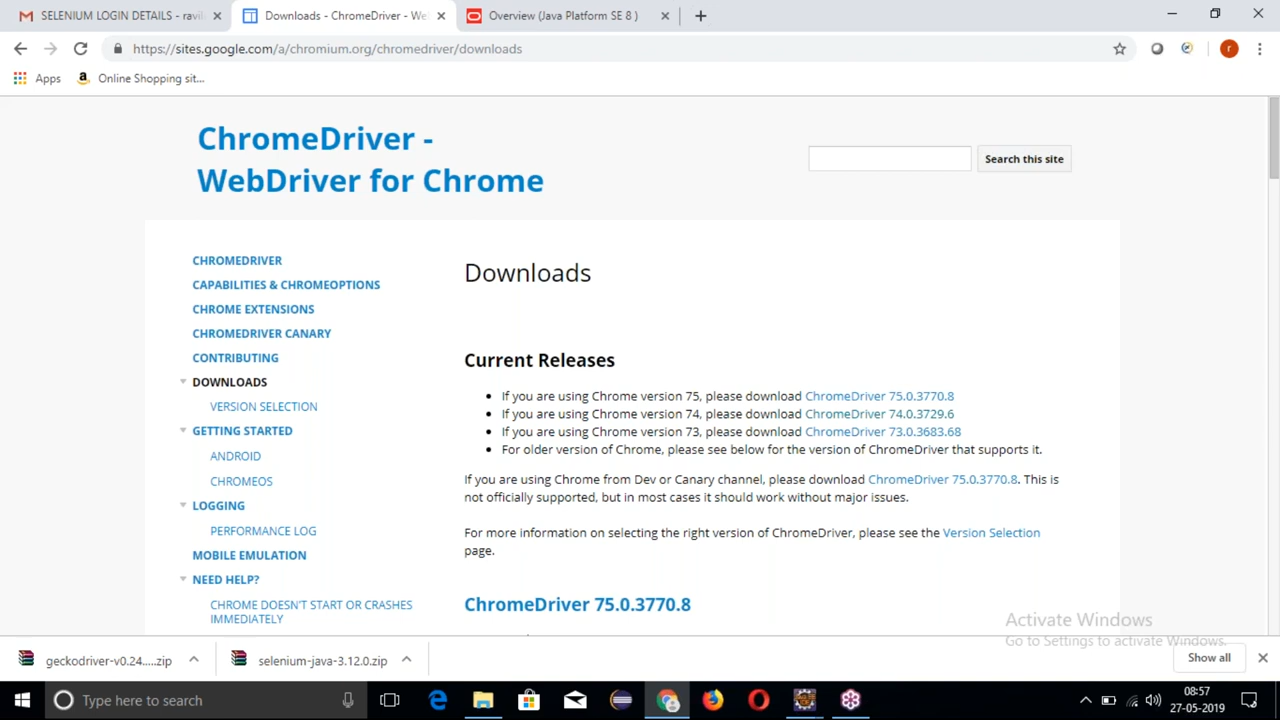 SELENIUM LOGIN DETAILS - ravil
Downloads - ChromeDriver - We
Overview (Java Platform SE 8 )
https://sites.google.com/a/chromium.org/chromedriver/downloads
r
Apps
Online Shopping sit...
ChromeDriver -
WebDriver for Chrome
Search this site
CHROMEDRIVER
CAPABILITIES & CHROMEOPTIONS
CHROME EXTENSIONS
CHROMEDRIVER CANARY
CONTRIBUTING
DOWNLOADS
VERSION SELECTION
GETTING STARTED
ANDROID
CHROMEOS
LOGGING
PERFORMANCE LOG
MOBILE EMULATION
NEED HELP?
CHROME DOESN'T START OR CRASHES
IMMEDIATELY
Downloads
Current Releases
If you are using Chrome version 75, please download ChromeDriver 75.0.3770.8
If you are using Chrome version 74, please download ChromeDriver 74.0.3729.6
If you are using Chrome version 73, please download ChromeDriver 73.0.3683.68
For older version of Chrome, please see below for the version of ChromeDriver that supports it.
If you are using Chrome from Dev or Canary channel, please download ChromeDriver 75.0.3770.8. This is
not officially supported, but in most cases it should work without major issues.
For more information on selecting the right version of ChromeDriver, please see the Version Selection
page.
ChromeDriver 75.0.3770.8
Activate Windows
Go to Settings to activate Windows.
geckodriver-v0.24.....zip
selenium-java-3.12.0.zip
Show all
Type here to search
08:57
27-05-2019